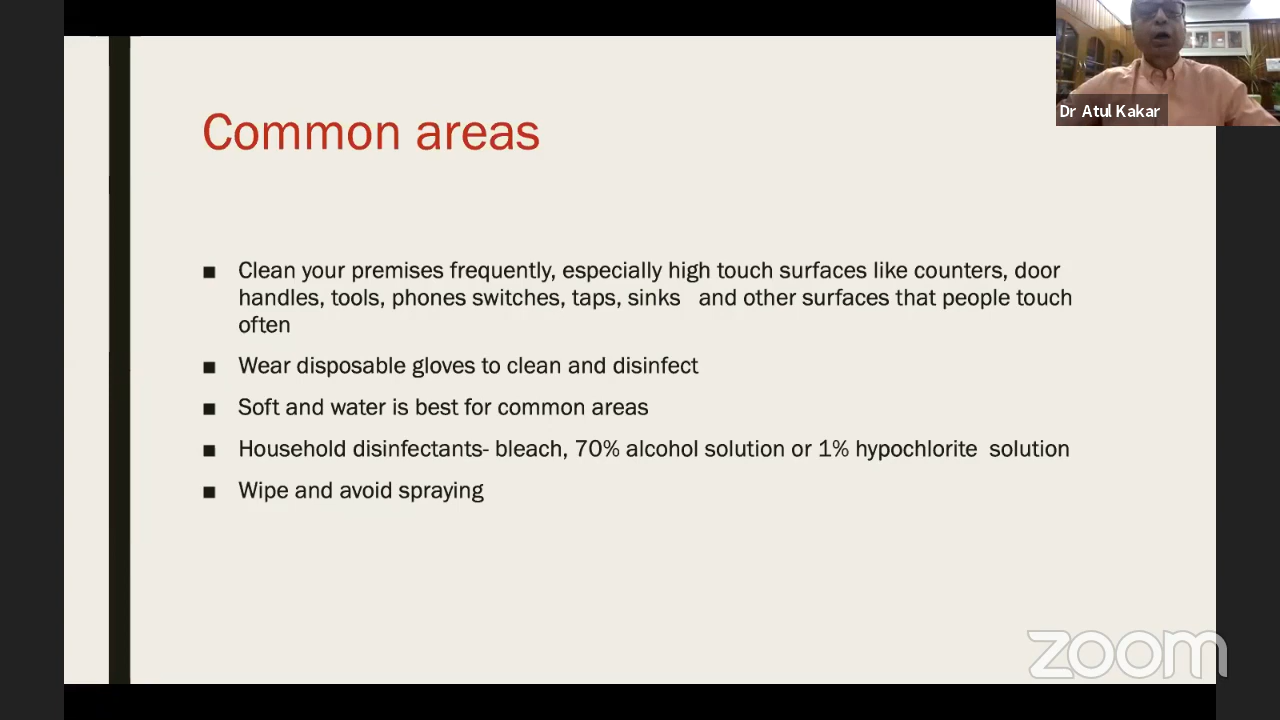 Dr Atul Kakar
Common areas
■ Clean your premises frequently, especially high touch surfaces like counters, door
handles, tools, phones switches, taps, sinks and other surfaces that people touch
often
■ Wear disposable gloves to clean and disinfect
■ Soft and water is best for common areas
■ Household disinfectants- bleach, 70% alcohol solution or 1% hypochlorite solution
■ Wipe and avoid spraying
zoom